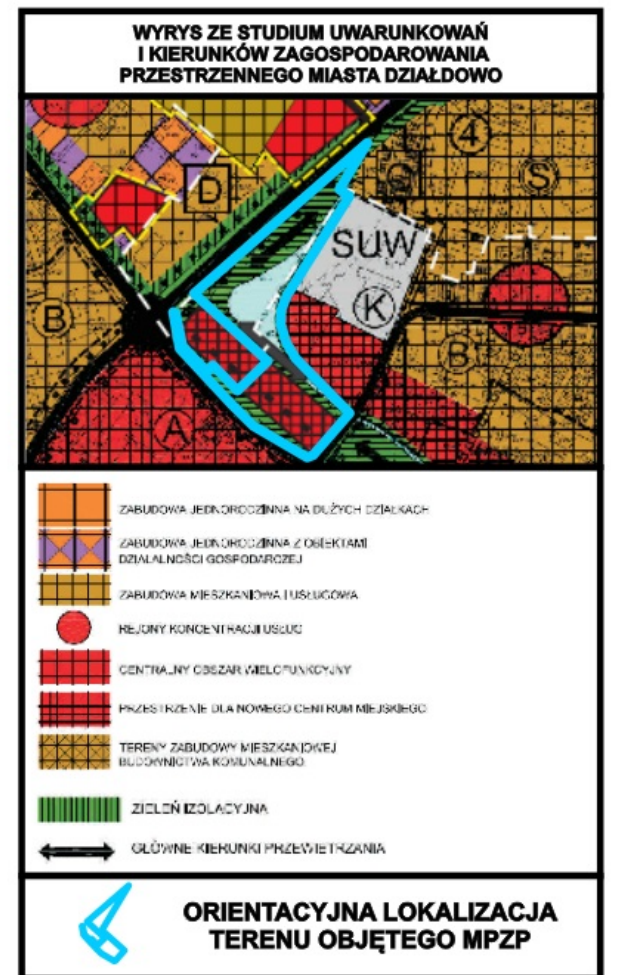 WYRYS ZE STUDIUM UWARUNKOWAŃ
I KIERUNKÓW ZAGOSPODAROWANIA
PRZESTRZENNEGO MIASTA DZIAŁDOWO
4
S
D
SUW
K
B
B
A
ZABUDOWA JEDNORODZINNA NA DUŻYCH DZIAŁKACH
ZABUDOWA JEDNORODZINNA Z OBIEKTAMI
DZIAŁALNOŚCI GOSPODARCZEJ
ZABUDOWA MIESZKANIOWA I USŁUGOWA
REJONY KONCENTRACJI USŁUG
CENTRALNY OBSZAR WIELOFUNKCYJNY
PRZESTRZENIE DLA NOWEGO CENTRUM MIEJSKIEGO
TERENY ZABUDOWY MIESZKANIOWEJ
BUDOWNICTWA KOMUNALNEGO
ZIELEŃ IZOLACYJNA
GŁÓWNE KIERUNKI PRZEWIETRZANIA
ORIENTACYJNA LOKALIZACJA
TERENU OBJĘTEGO MPZP